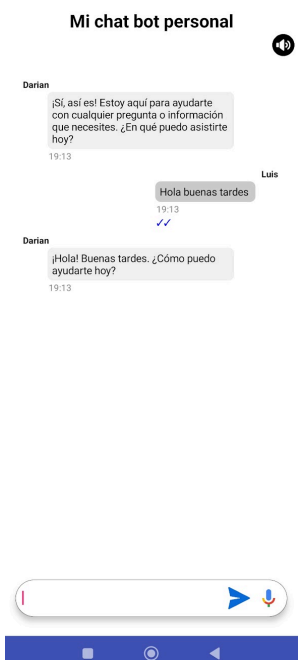 Mi chat bot personal
Darian
¡Sí, así es! Estoy aquí para ayudarte
con cualquier pregunta o información
que necesites. ¿En qué puedo asistirte
hoy?
19:13
Luis
Hola buenas tardes
19:13
Darian
¡Hola! Buenas tardes. ¿Cómo puedo
ayudarte hoy?
19:13